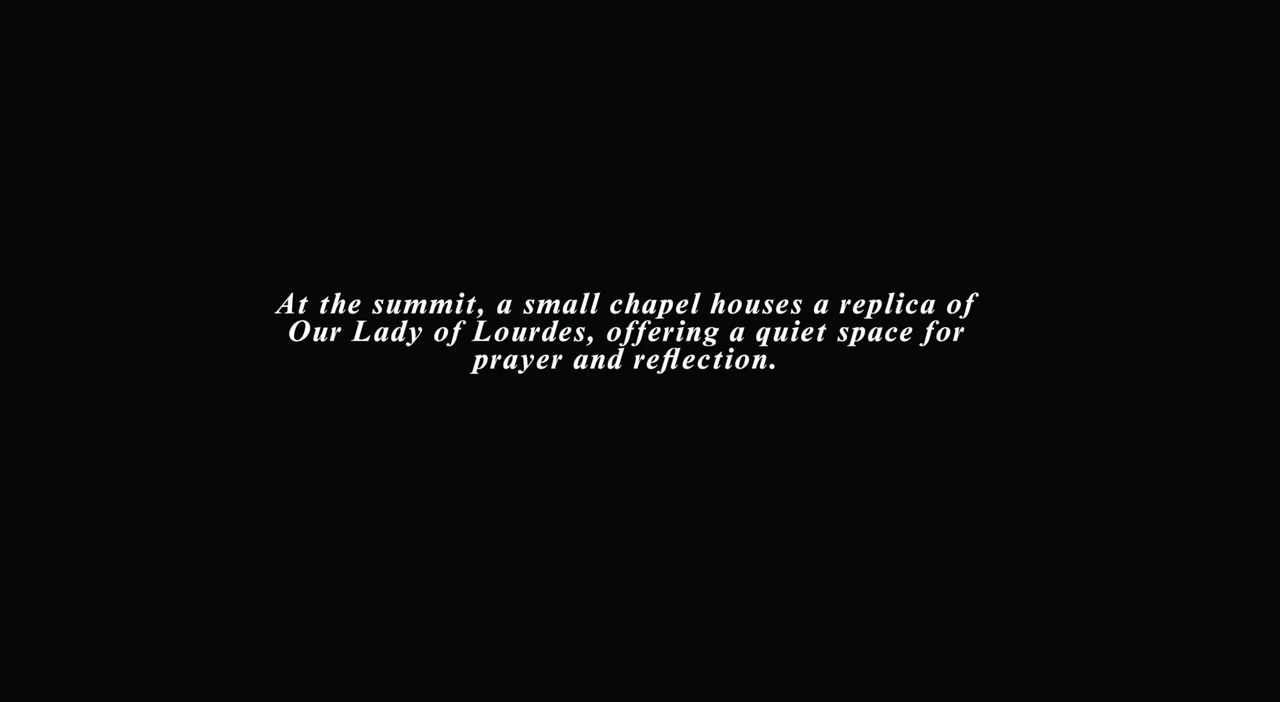 At the summit, a small chapel houses a replica of
Our Lady of Lourdes, offering a quiet space for
prayer and reflection.